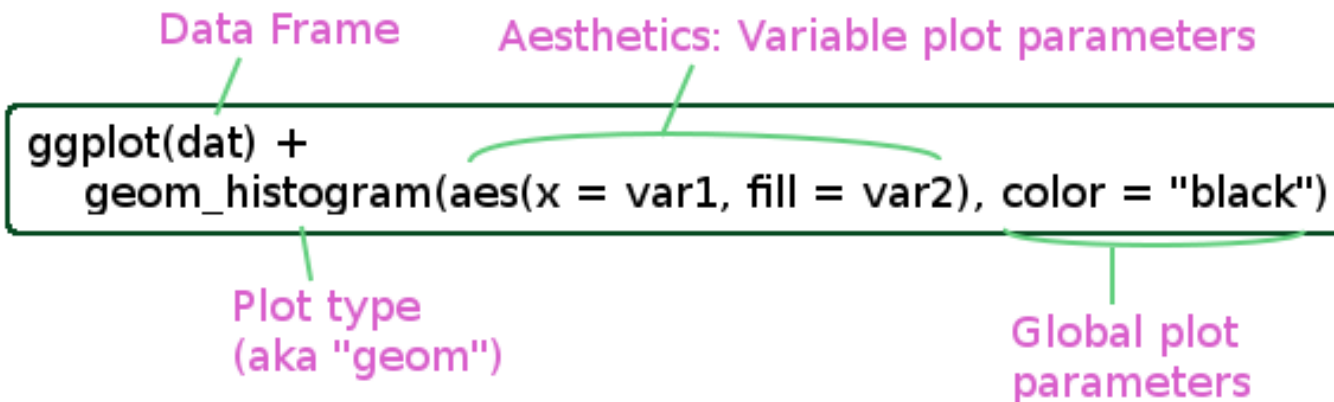 Data Frame
Aesthetics: Variable plot parameters
ggplot(dat) +
geom_histogram(aes(x = var1, fill = var2), color = "black")
Plot type
(aka "geom")
Global plot
parameters